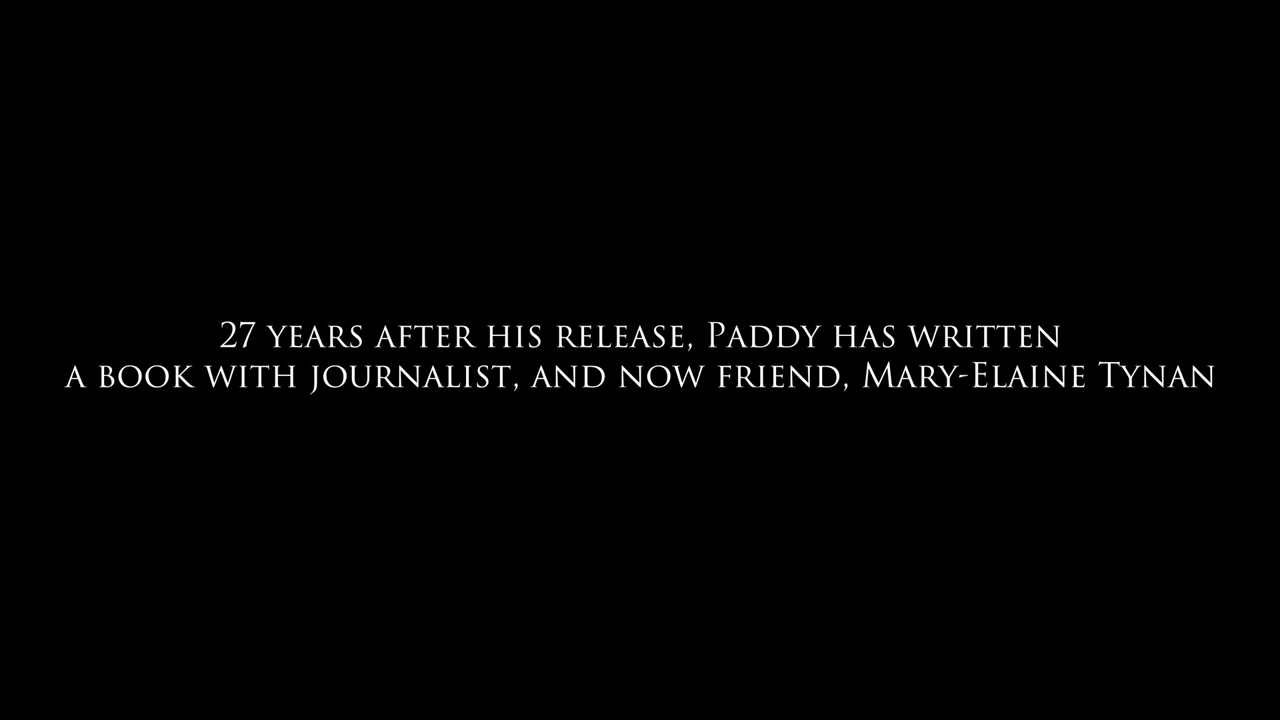 27 years after his release, Paddy has written
a book with journalist, and now friend, Mary-Elaine Tynan